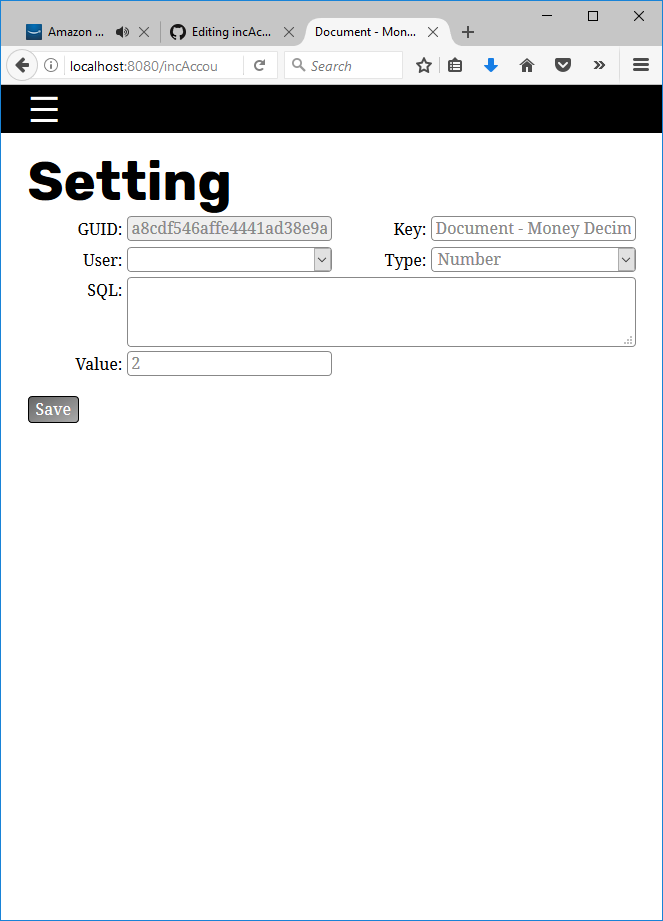 Amazon ...
Editing incAc...
Document - Mon...
localhost:8080/incAccou
Search
Setting
GUID: a8cdf546affe4441ad38e9a
Key: Document - Money Decim
User:
Type: Number
SQL:
Value: 2
Save